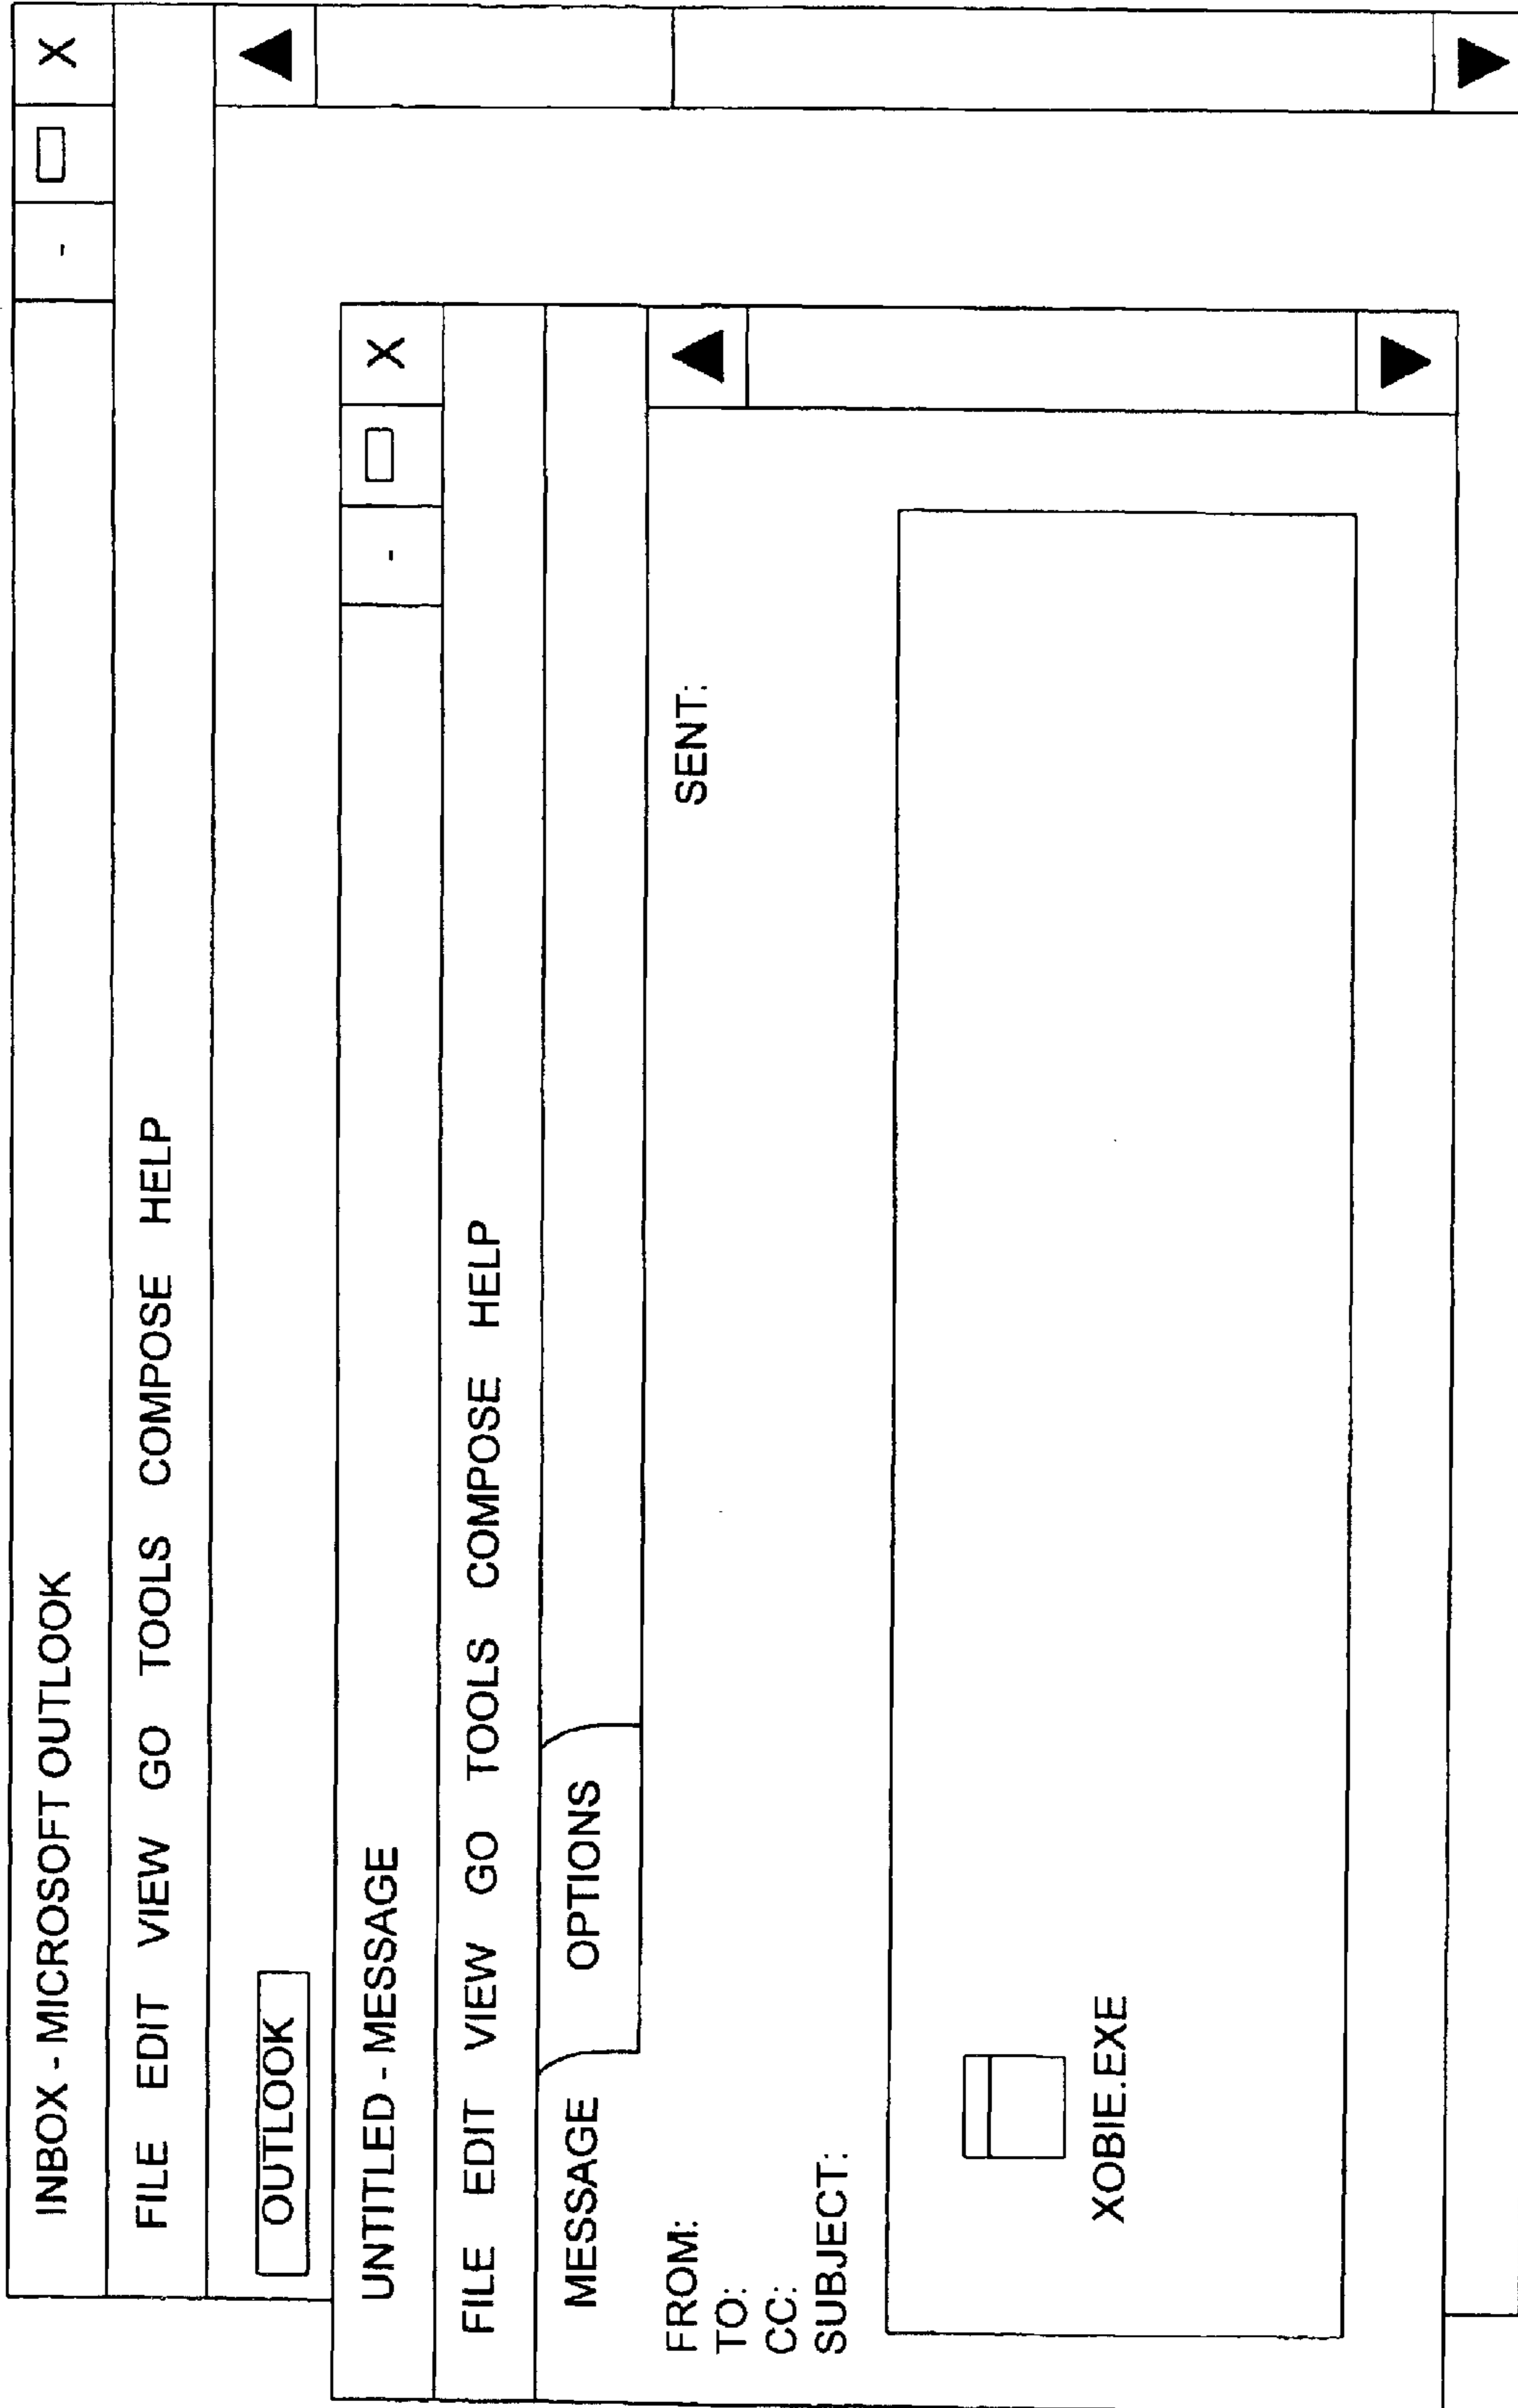 INBOX - MICROSOFT OUTLOOK - X
FILE EDIT VIEW GO TOOLS COMPOSE HELP
OUTLOOK
UNTITLED - MESSAGE - X
FILE EDIT VIEW GO TOOLS COMPOSE HELP
MESSAGE OPTIONS
FROM: SENT:
TO:
CC:
SUBJECT:
XOBIE.EXE